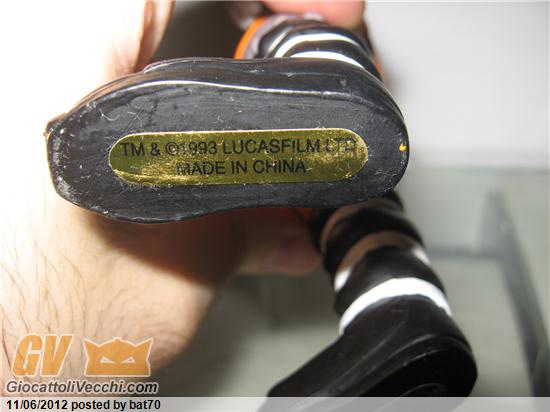 TM & ©1993 LUCASFILM LTD
MADE IN CHINA
GV
GiocattoliVecchi.com
11/06/2012 posted by bat70